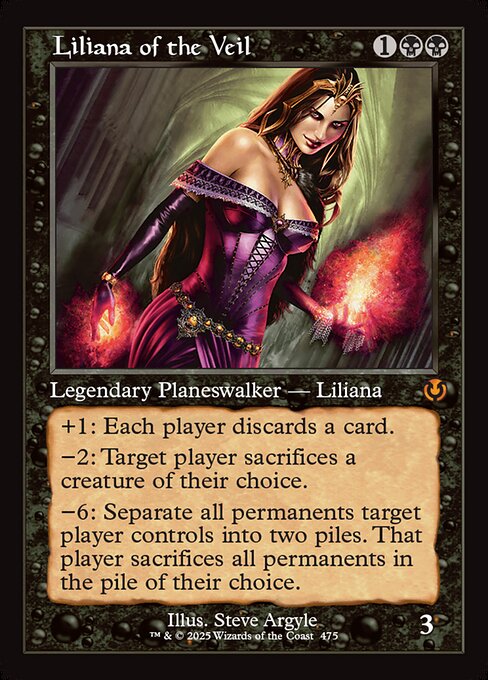 Liliana of the Veil 1
Legendary Planeswalker — Liliana
+1: Each player discards a card.
−2: Target player sacrifices a
creature of their choice.
−6: Separate all permanents target
player controls into two piles. That
player sacrifices all permanents in
the pile of their choice.
Illus. Steve Argyle
™ & © 2025 Wizards of the Coast 475
3